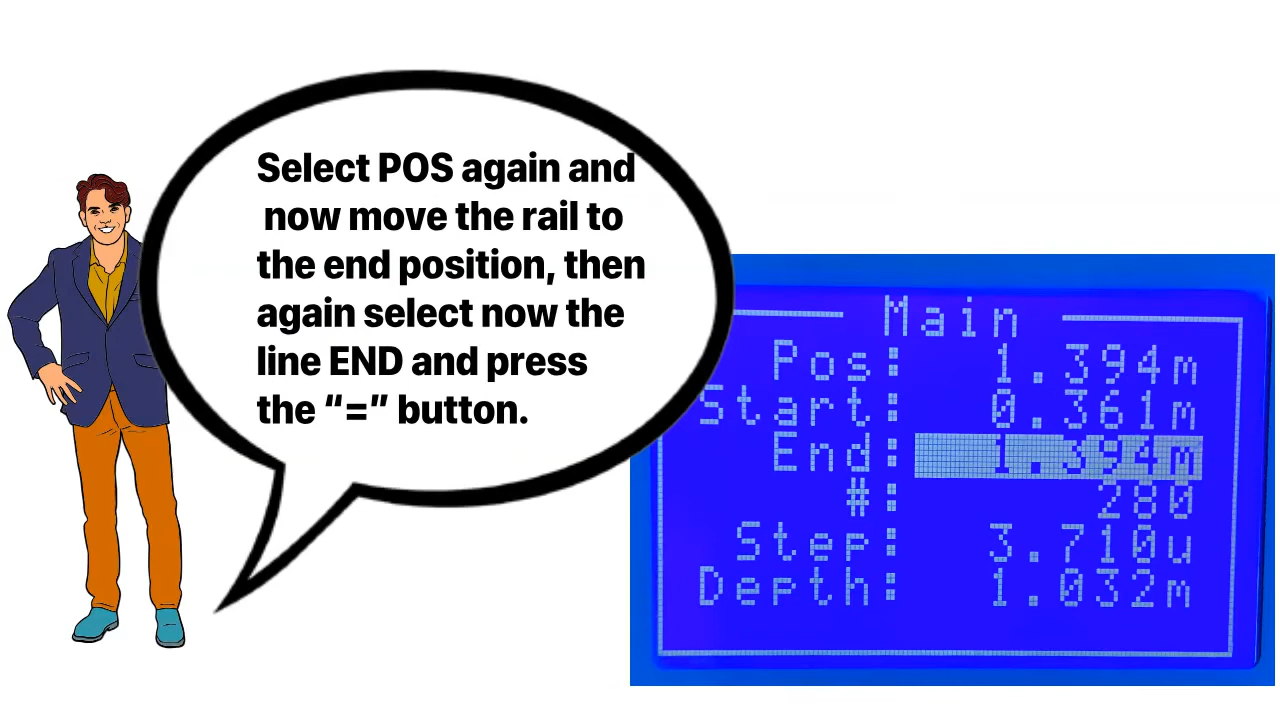 Select POS again and
now move the rail to
the end position, then
again select now the
line END and press
the “=” button.
Main
Pos: 1.394m
Start: 0.361m
End: 1.394m
#: 280
Step: 3.710u
Depth: 1.032m